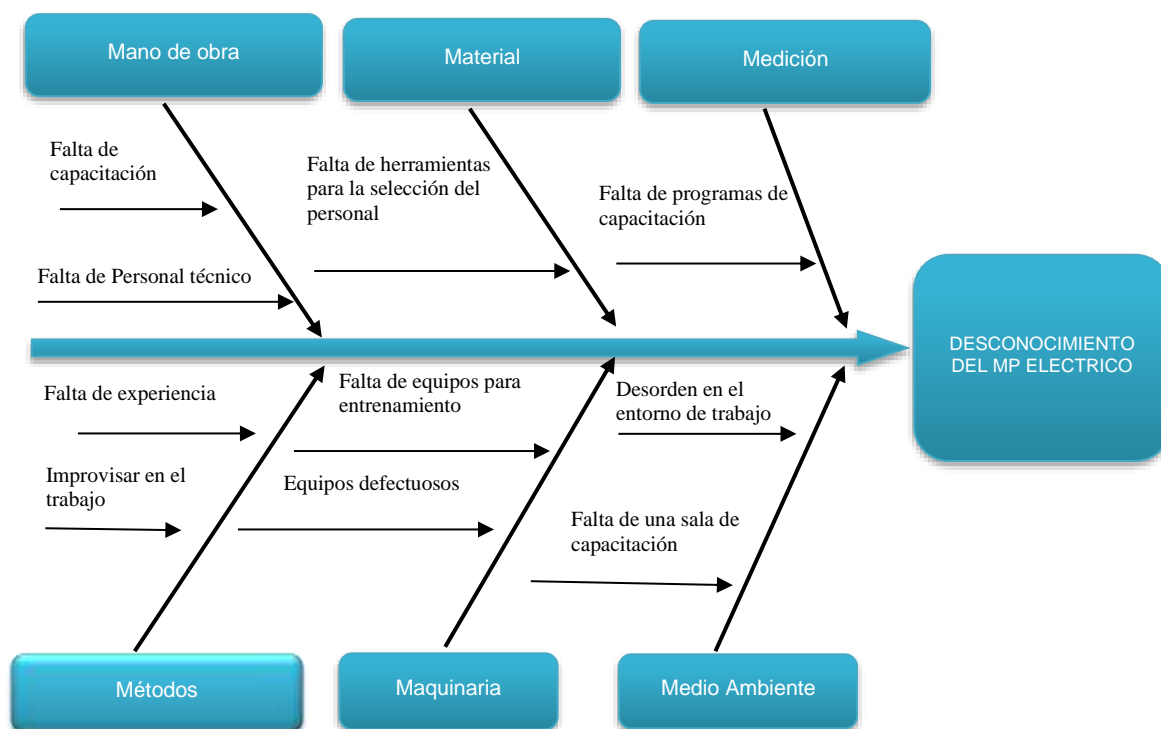 Mano de obra
Material
Medición
Falta de
capacitación
Falta de herramientas
para la selección del
personal
Falta de programas de
capacitación
Falta de Personal técnico
DESCONOCIMIENTO
DEL MP ELECTRICO
Falta de experiencia
Falta de equipos para
entrenamiento
Desorden en el
entorno de trabajo
Improvisar en el
trabajo
Equipos defectuosos
Falta de una sala de
capacitación
Métodos
Maquinaria
Medio Ambiente